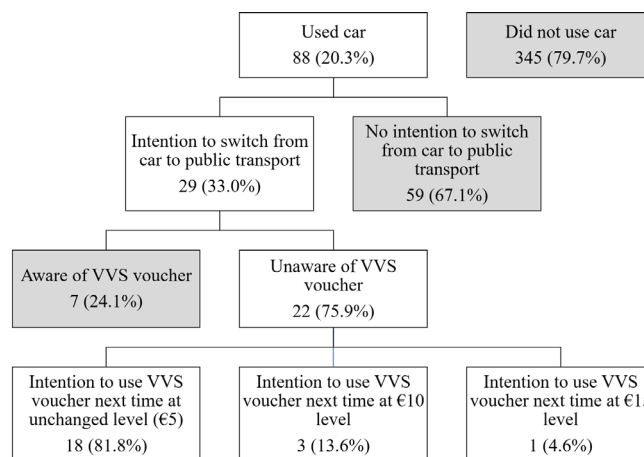 Used car
88 (20.3%)
Did not use car
345 (79.7%)
Intention to switch from
car to public transport
29 (33.0%)
No intention to switch
from car to public
transport
59 (67.1%)
Aware of VVS voucher
7 (24.1%)
Unaware of VVS
voucher
22 (75.9%)
Intention to use VVS
voucher next time at
unchanged level (€5)
18 (81.8%)
Intention to use VVS
voucher next time at €10
level
3 (13.6%)
Intention to use VVS
voucher next time at
level
1 (4.6%)